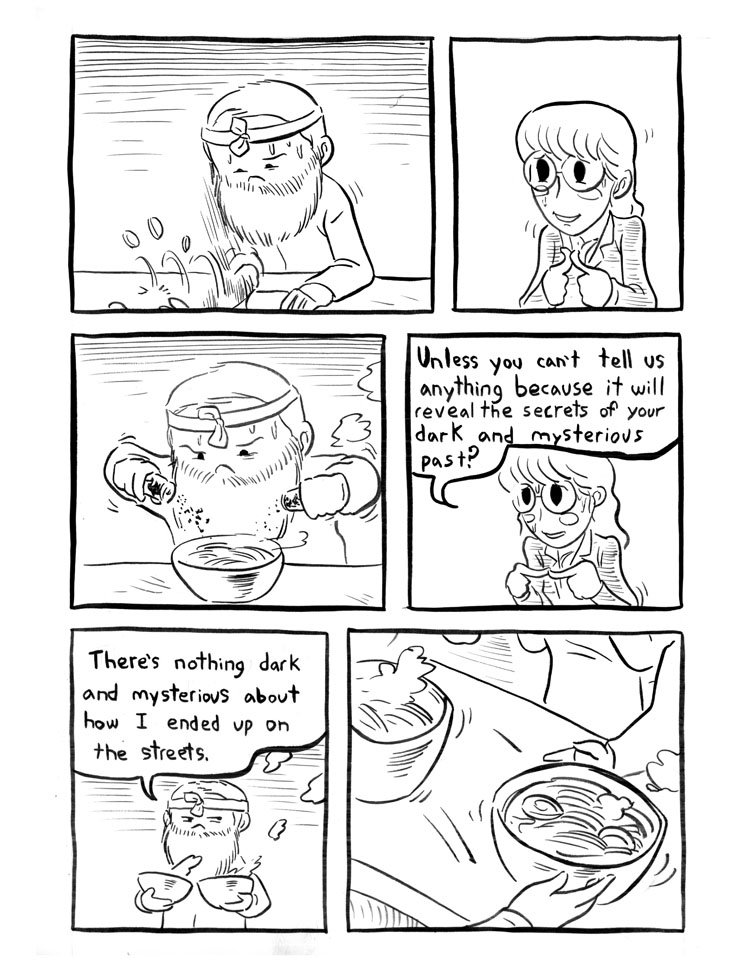 Unless you can't tell us
anything because it will
reveal the secrets of your
dark and mysterious
past?
There's nothing dark
and mysterious about
how I ended up on
the streets.